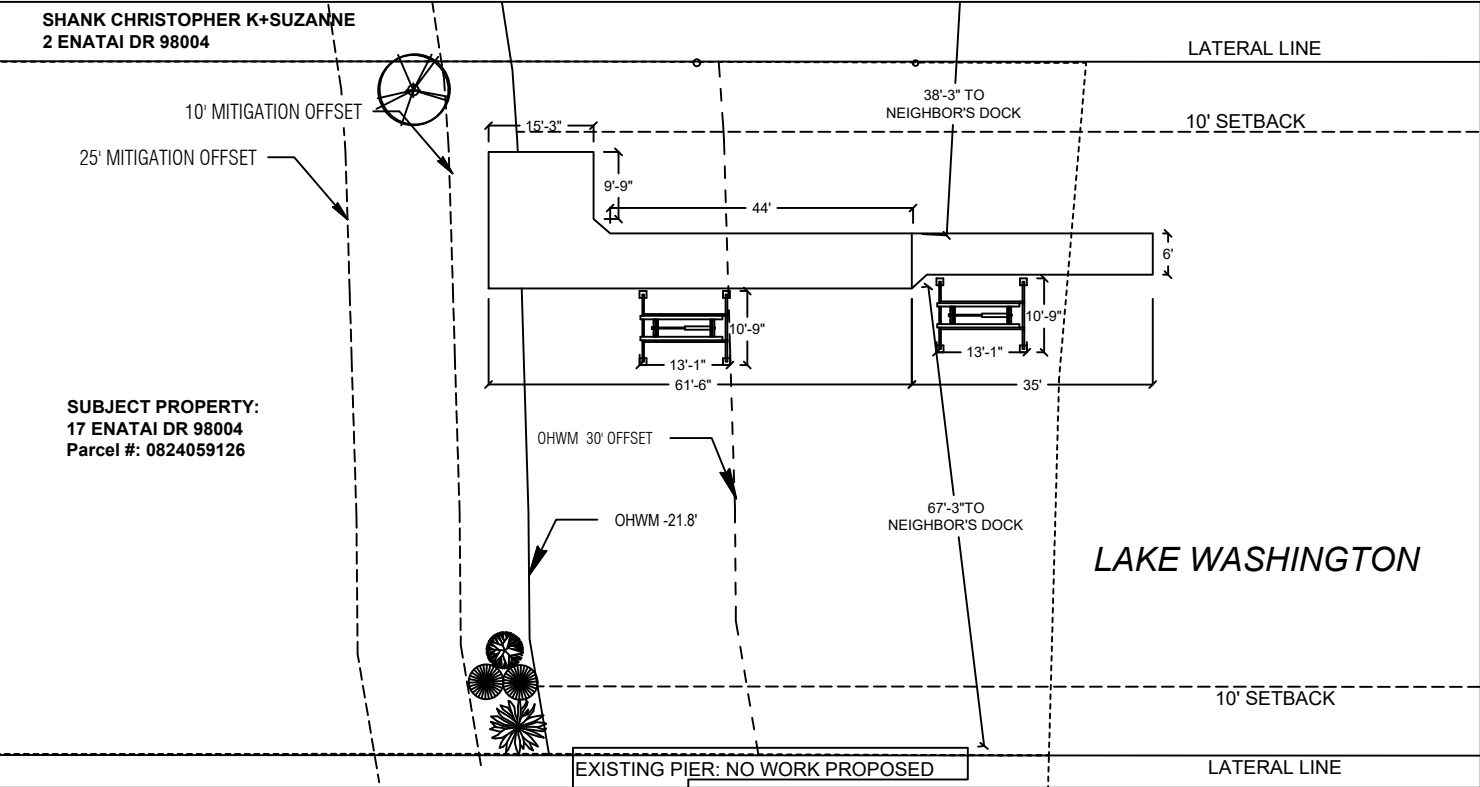 SHANK CHRISTOPHER K+SUZANNE
2 ENATAI DR 98004
LATERAL LINE
10' MITIGATION OFFSET
38'-3" TO
NEIGHBOR'S DOCK
15'-3"
10' SETBACK
25' MITIGATION OFFSET
9'-9"
44'
6'
10'-9"
10'-9"
13'-1"
13'-1"
61'-6"
35'
SUBJECT PROPERTY:
17 ENATAI DR 98004
Parcel #: 0824059126
OHWM 30' OFFSET
OHWM -21.8'
67'-3"TO
NEIGHBOR'S DOCK
LAKE WASHINGTON
10' SETBACK
EXISTING PIER: NO WORK PROPOSED
LATERAL LINE